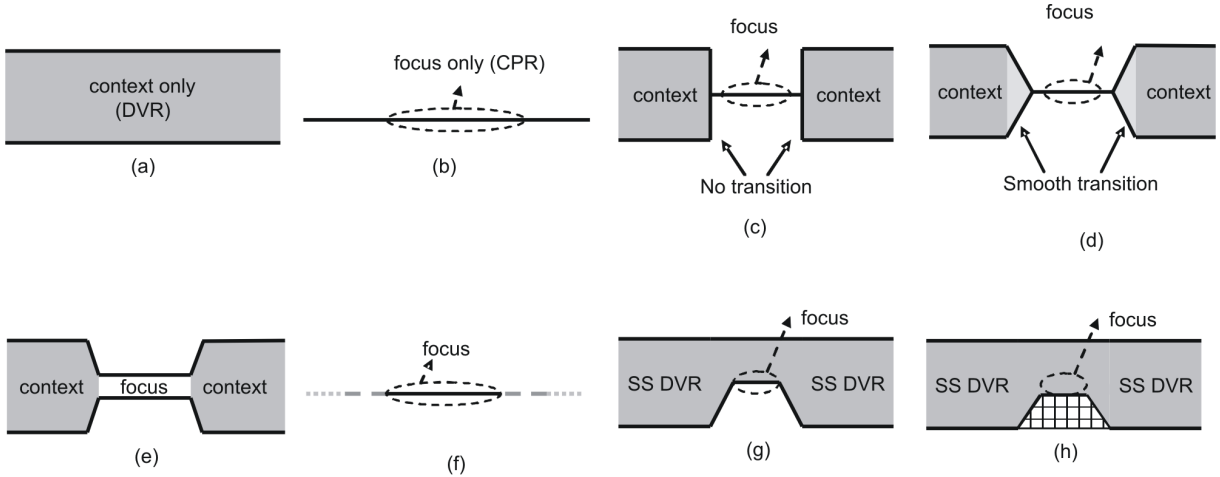 context only
(DVR)
(a)
focus only (CPR)
(b)
focus
context
context
No transition
(c)
focus
context
context
Smooth transition
(d)
context
focus
context
(e)
focus
(f)
focus
SS DVR
SS DVR
(g)
focus
SS DVR
SS DVR
(h)